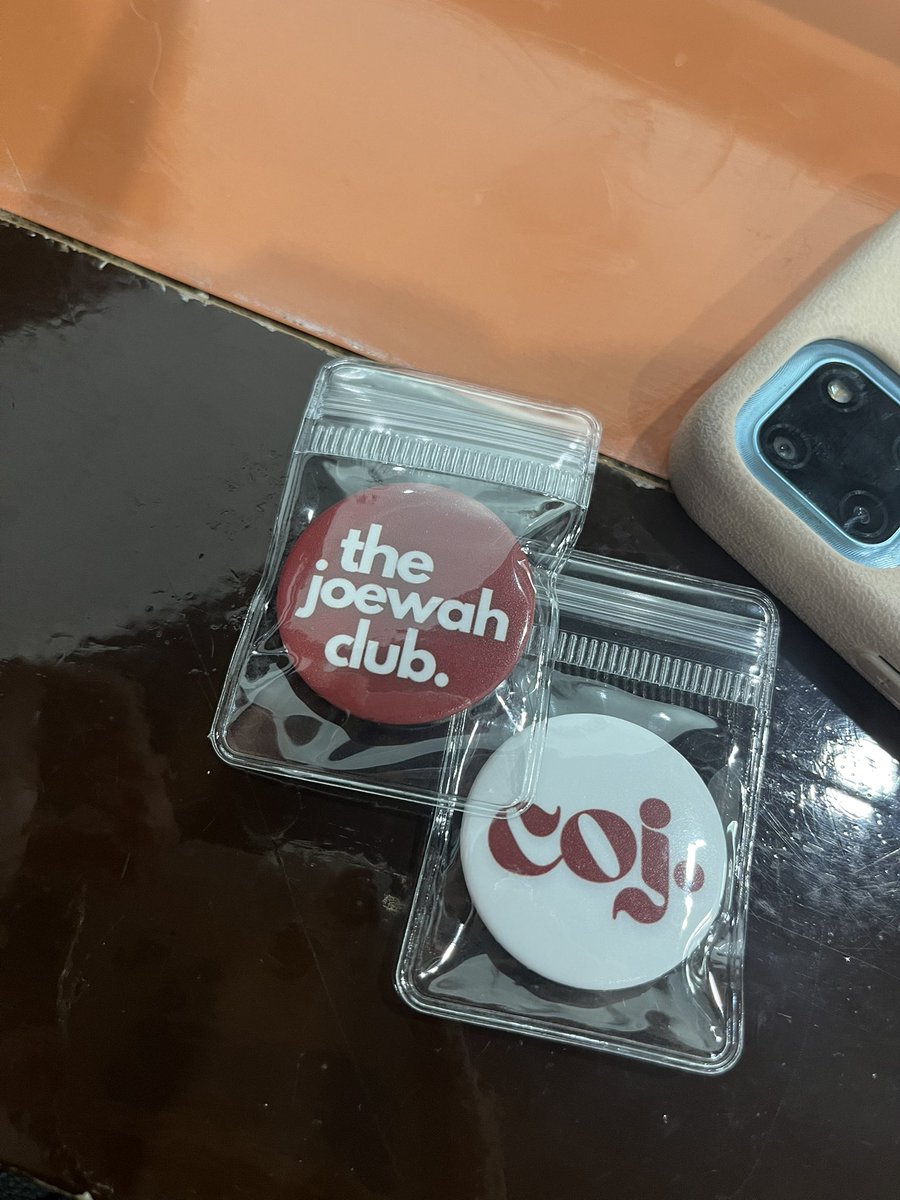 the
joewah
club.
coj.